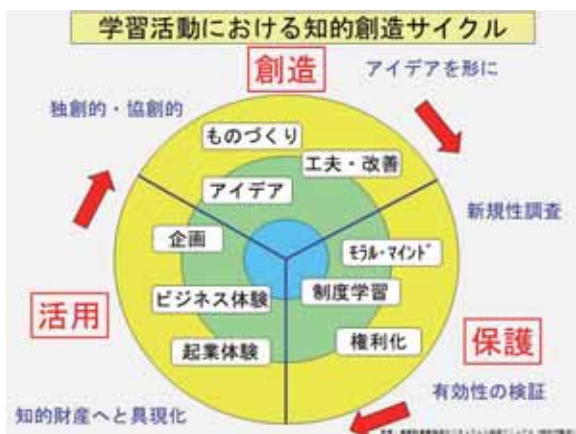 学習活動における知的創造サイクル
創造
アイデアを形に
独創的・協創的
ものづくり
工夫・改善
アイデア
新規性調査
企画
モラル・マインド
制度学習
ビジネス体験
活用
権利化
保護
起業体験
有効性の検証
知的財産へと具現化